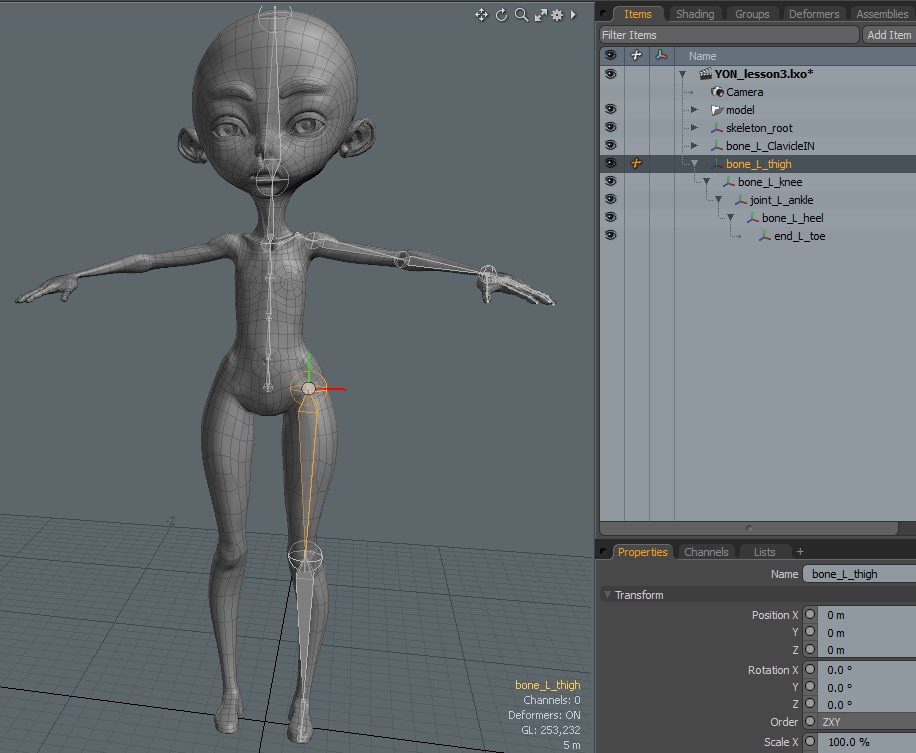 Items Shading Groups Deformers Assemblies
Filter Items Add Item
Name
YON_lesson3.lxo*
Camera
model
skeleton_root
bone_L_ClavicleIN
bone_L_thigh
bone_L_knee
joint_L_ankle
bone_L_heel
end_L_toe
-Z
bone_L_thigh
Channels: 0
Deformers: ON
GL: 253,232
5 m
Properties Channels Lists +
Name bone_L_thigh
Transform
Position X 0 m
Y 0 m
Z 0 m
Rotation X 0.0 °
Y 0.0 °
Z 0.0 °
Order ZXY
Scale X 100.0 %